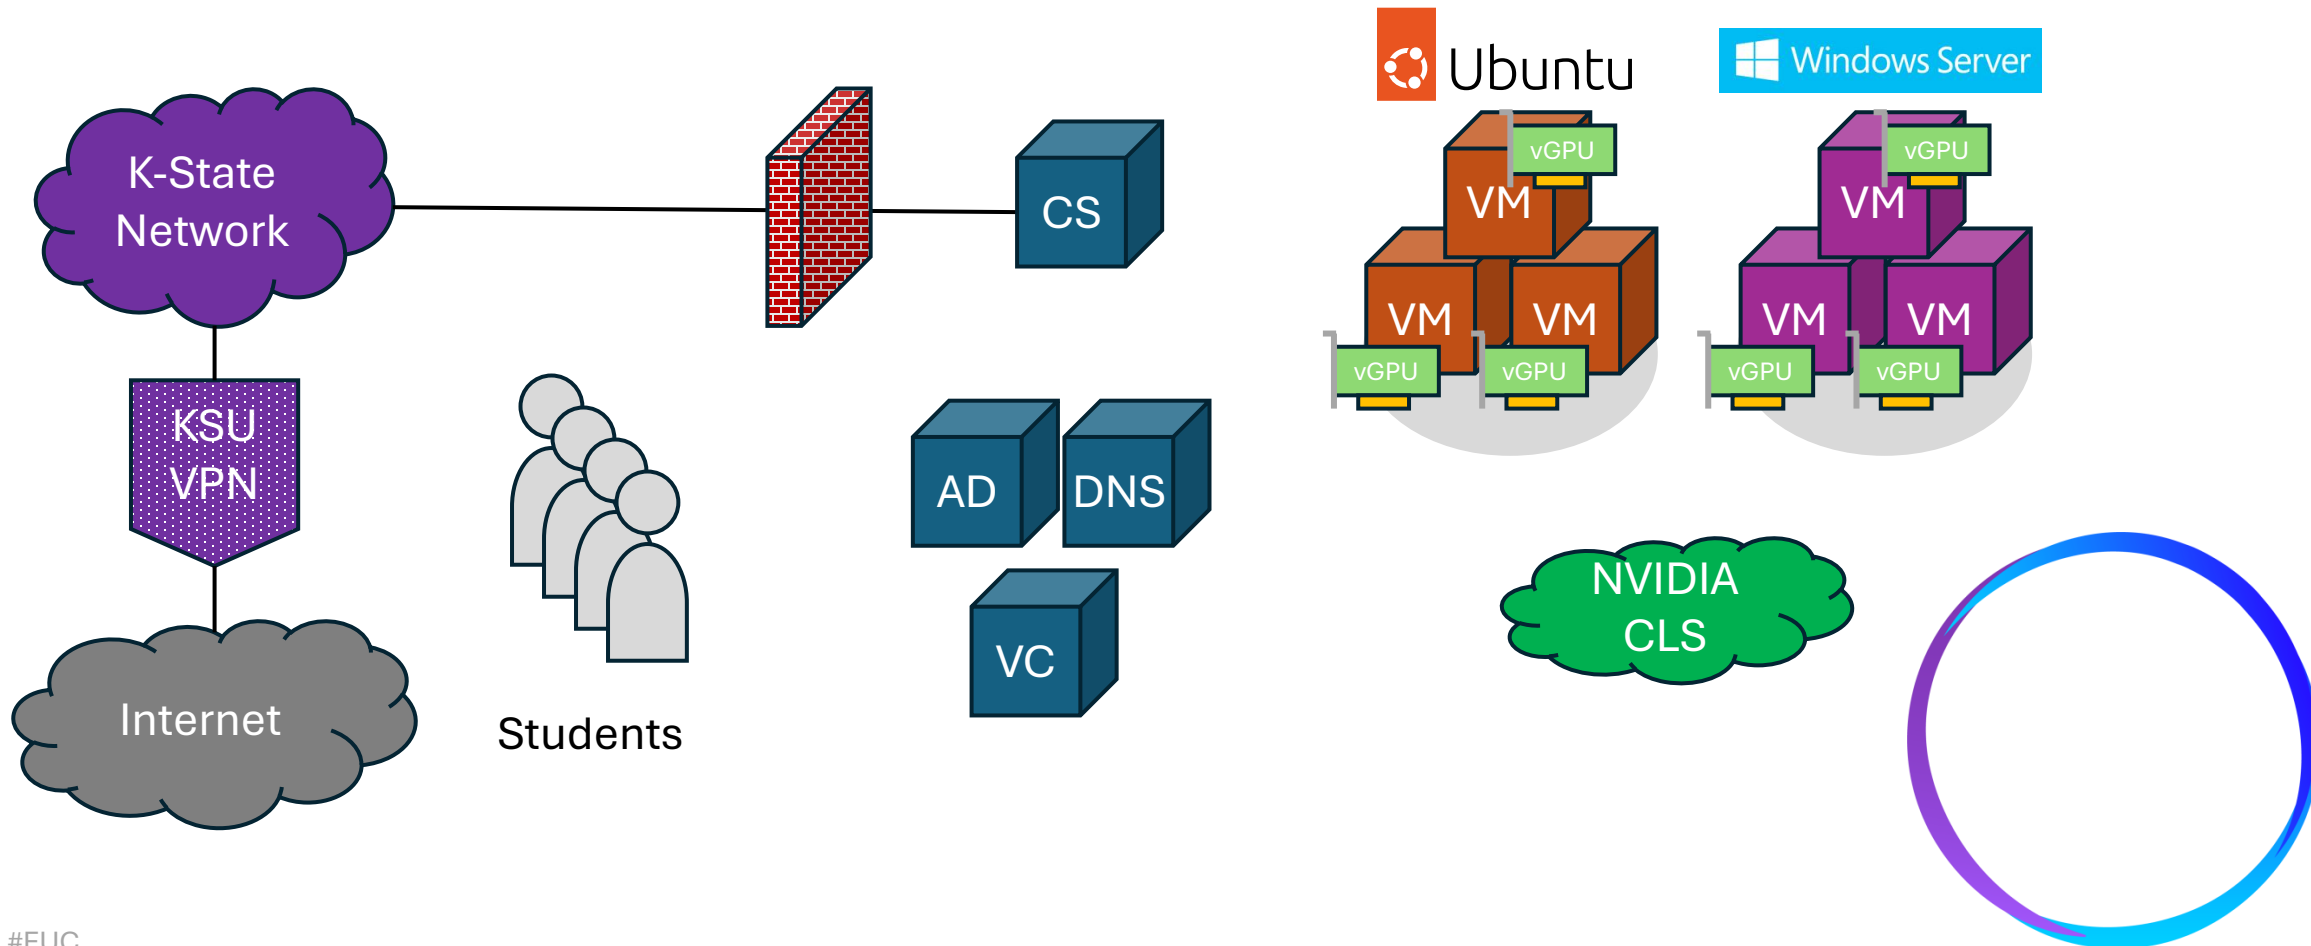 Ubuntu
Windows Server
K-State
Network
CS
vGPU
VM
vGPU
VM
VM
VM
vGPU
vGPU
VM
VM
vGPU
vGPU
KSU
VPN
AD
DNS
VC
NVIDIA
CLS
Internet
Students
#EUC